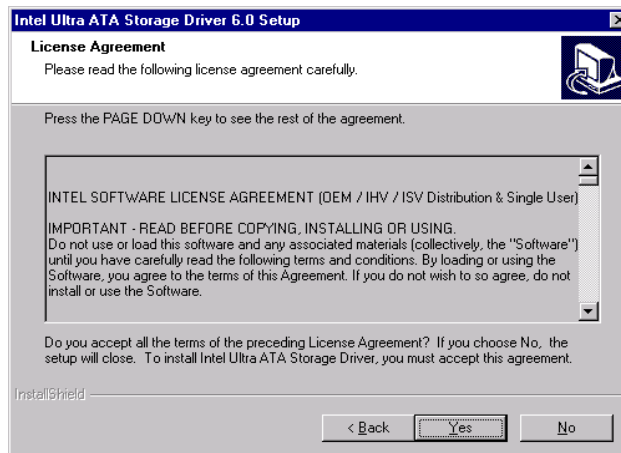 Intel Ultra ATA Storage Driver 6.0 Setup
License Agreement
Please read the following license agreement carefully.
Press the PAGE DOWN key to see the rest of the agreement.
INTEL SOFTWARE LICENSE AGREEMENT (OEM / IHV / ISV Distribution & Single User)
IMPORTANT - READ BEFORE COPYING, INSTALLING OR USING.
Do not use or load this software and any associated materials (collectively, the "Software")
until you have carefully read the following terms and conditions. By loading or using the
Software, you agree to the terms of this Agreement. If you do not wish to so agree, do not
install or use the Software.
Do you accept all the terms of the preceding License Agreement? If you choose No, the
setup will close. To install Intel Ultra ATA Storage Driver, you must accept this agreement.
InstallShield
< Back
Yes
No